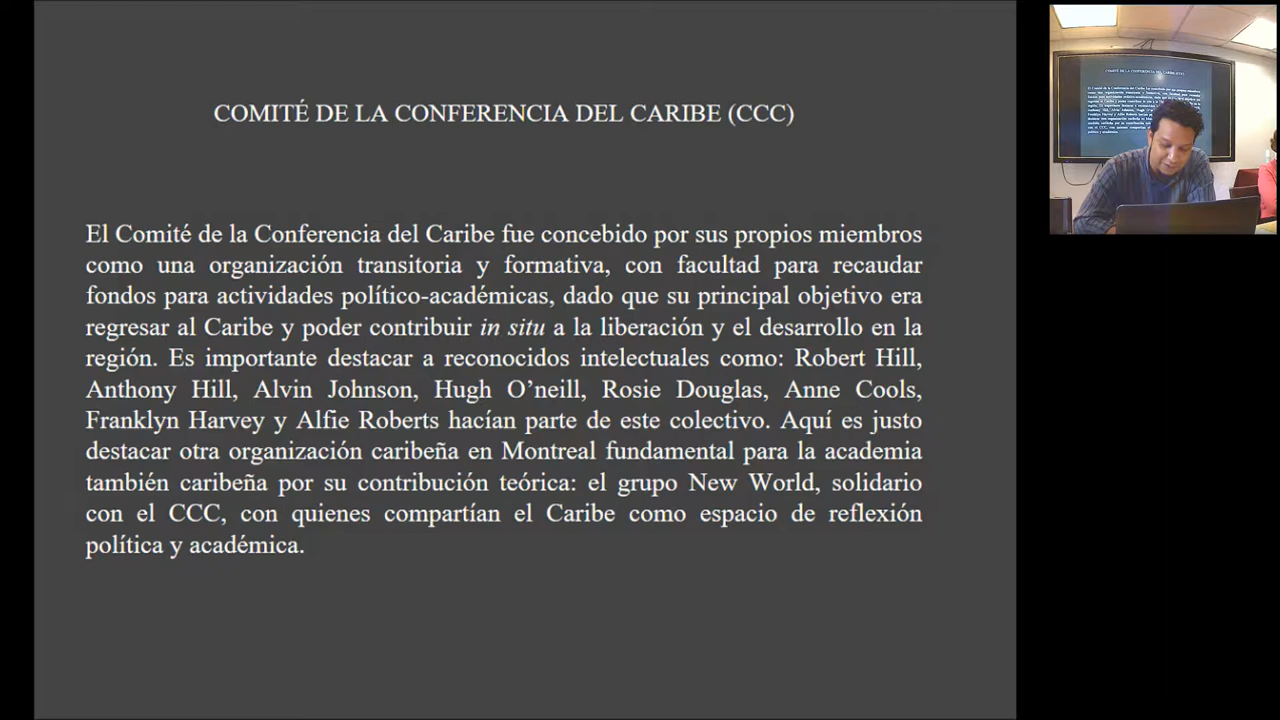 COMITÉ DE LA CONFERENCIA DEL CARIBE (CCC)
El Comité de la Conferencia del Caribe fue concebido por sus propios miembros
como una organización transitoria y formativa, con facultad para recaudar
fondos para actividades político-académicas, dado que su principal objetivo era
regresar al Caribe y poder contribuir in situ a la liberación y el desarrollo en la
región. Es importante destacar a reconocidos intelectuales como: Robert Hill,
Anthony Hill, Alvin Johnson, Hugh O’neill, Rosie Douglas, Anne Cools,
Franklyn Harvey y Alfie Roberts hacían parte de este colectivo. Aquí es justo
destacar otra organización caribeña en Montreal fundamental para la academia
también caribeña por su contribución teórica: el grupo New World, solidario
con el CCC, con quienes compartían el Caribe como espacio de reflexión
política y académica.